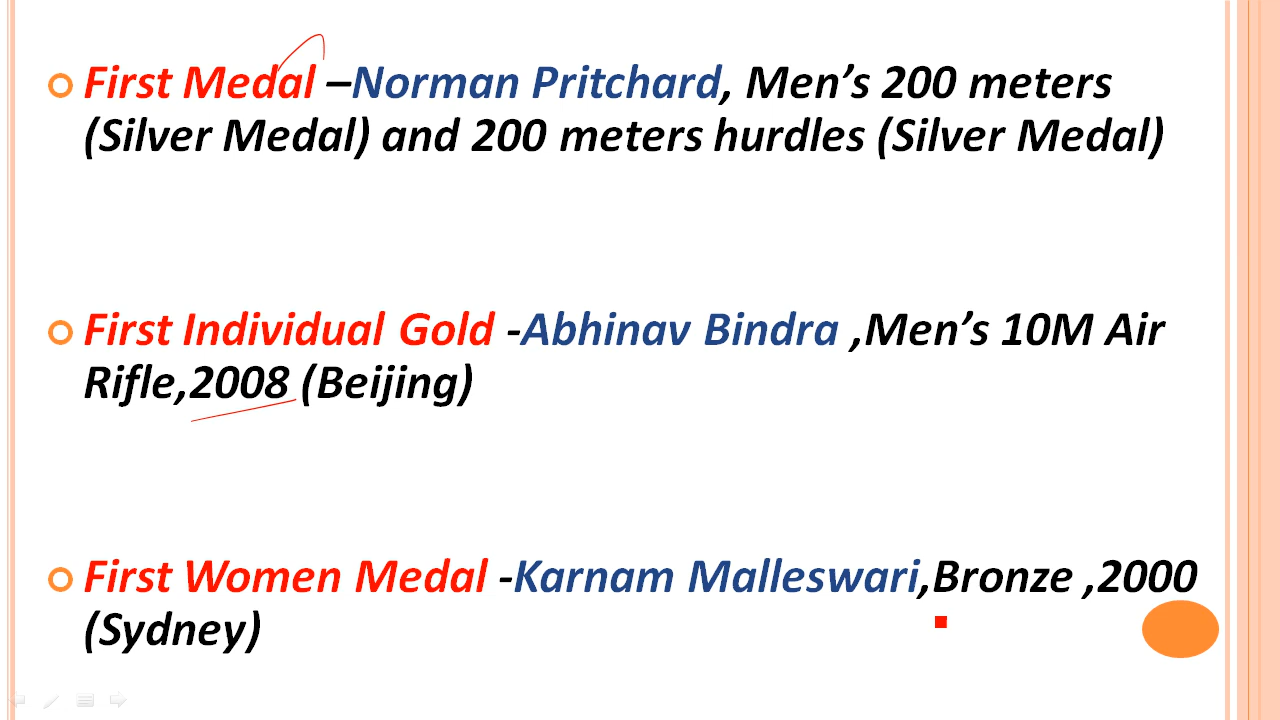 First Medal –Norman Pritchard, Men’s 200 meters
(Silver Medal) and 200 meters hurdles (Silver Medal)
First Individual Gold -Abhinav Bindra ,Men’s 10M Air
Rifle,2008 (Beijing)
First Women Medal -Karnam Malleswari,Bronze ,2000
(Sydney)